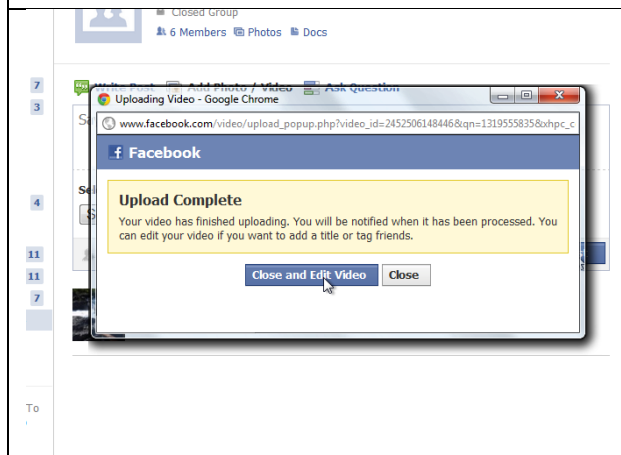 Closed Group
6 Members Photos Docs
7
Write Post Add Photo / Video Ask Question
Uploading Video - Google Chrome
3
www.facebook.com/video/upload_popup.php?video_id=2452506148446&qn=1319555835&xhpc_c
Facebook
Upload Complete
4
Your video has finished uploading. You will be notified when it has been processed. You
can edit your video if you want to add a title or tag friends.
11
Close and Edit Video Close
11
7
To